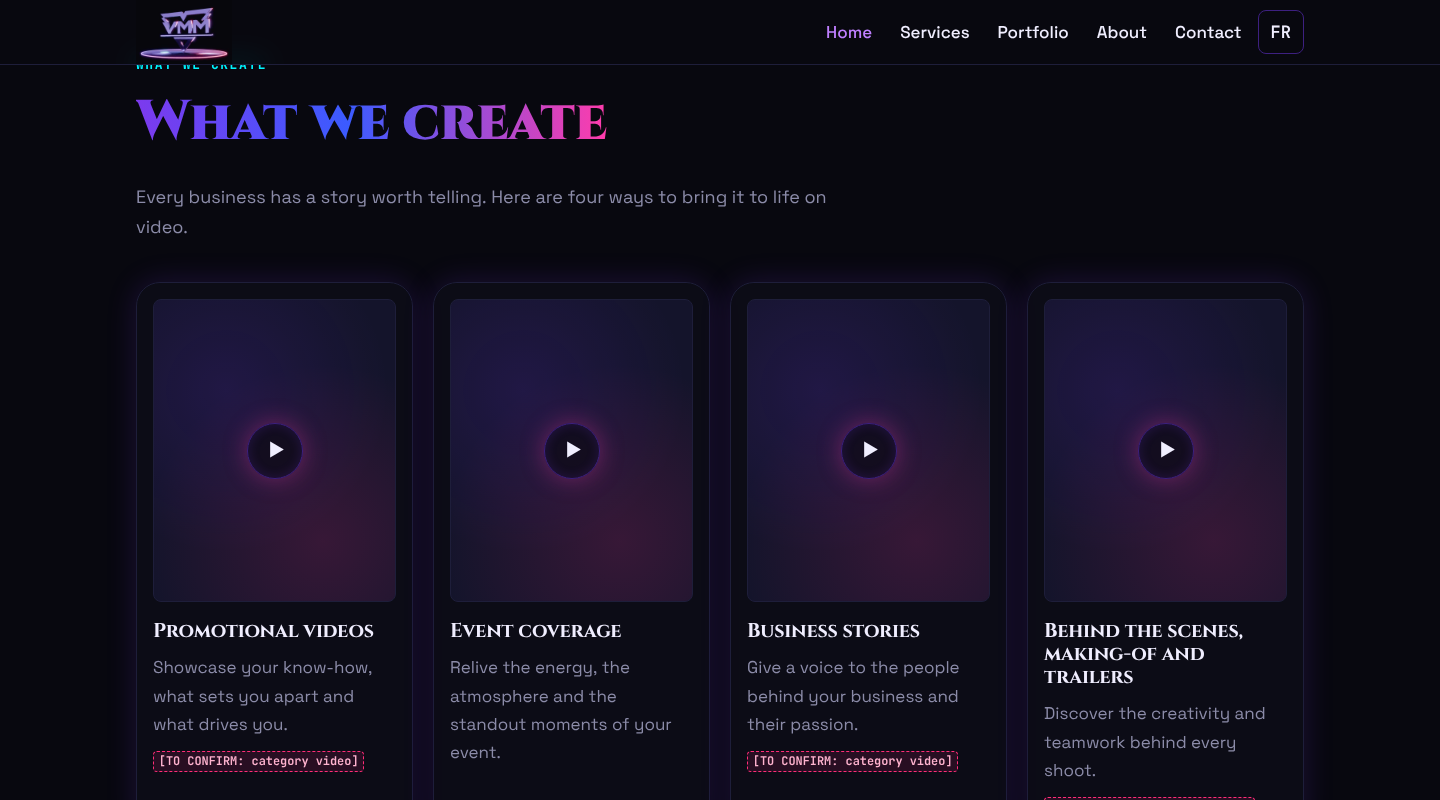 VMM
Home Services Portfolio About Contact FR
WHAT WE CREATE
What we create
Every business has a story worth telling. Here are four ways to bring it to life on
video.
Promotional videos
Showcase your know-how,
what sets you apart and
what drives you.
[TO CONFIRM: category video]
Event coverage
Relive the energy, the
atmosphere and the
standout moments of your
event.
Business stories
Give a voice to the people
behind your business and
their passion.
[TO CONFIRM: category video]
Behind the scenes,
making-of and
trailers
Discover the creativity and
teamwork behind every
shoot.